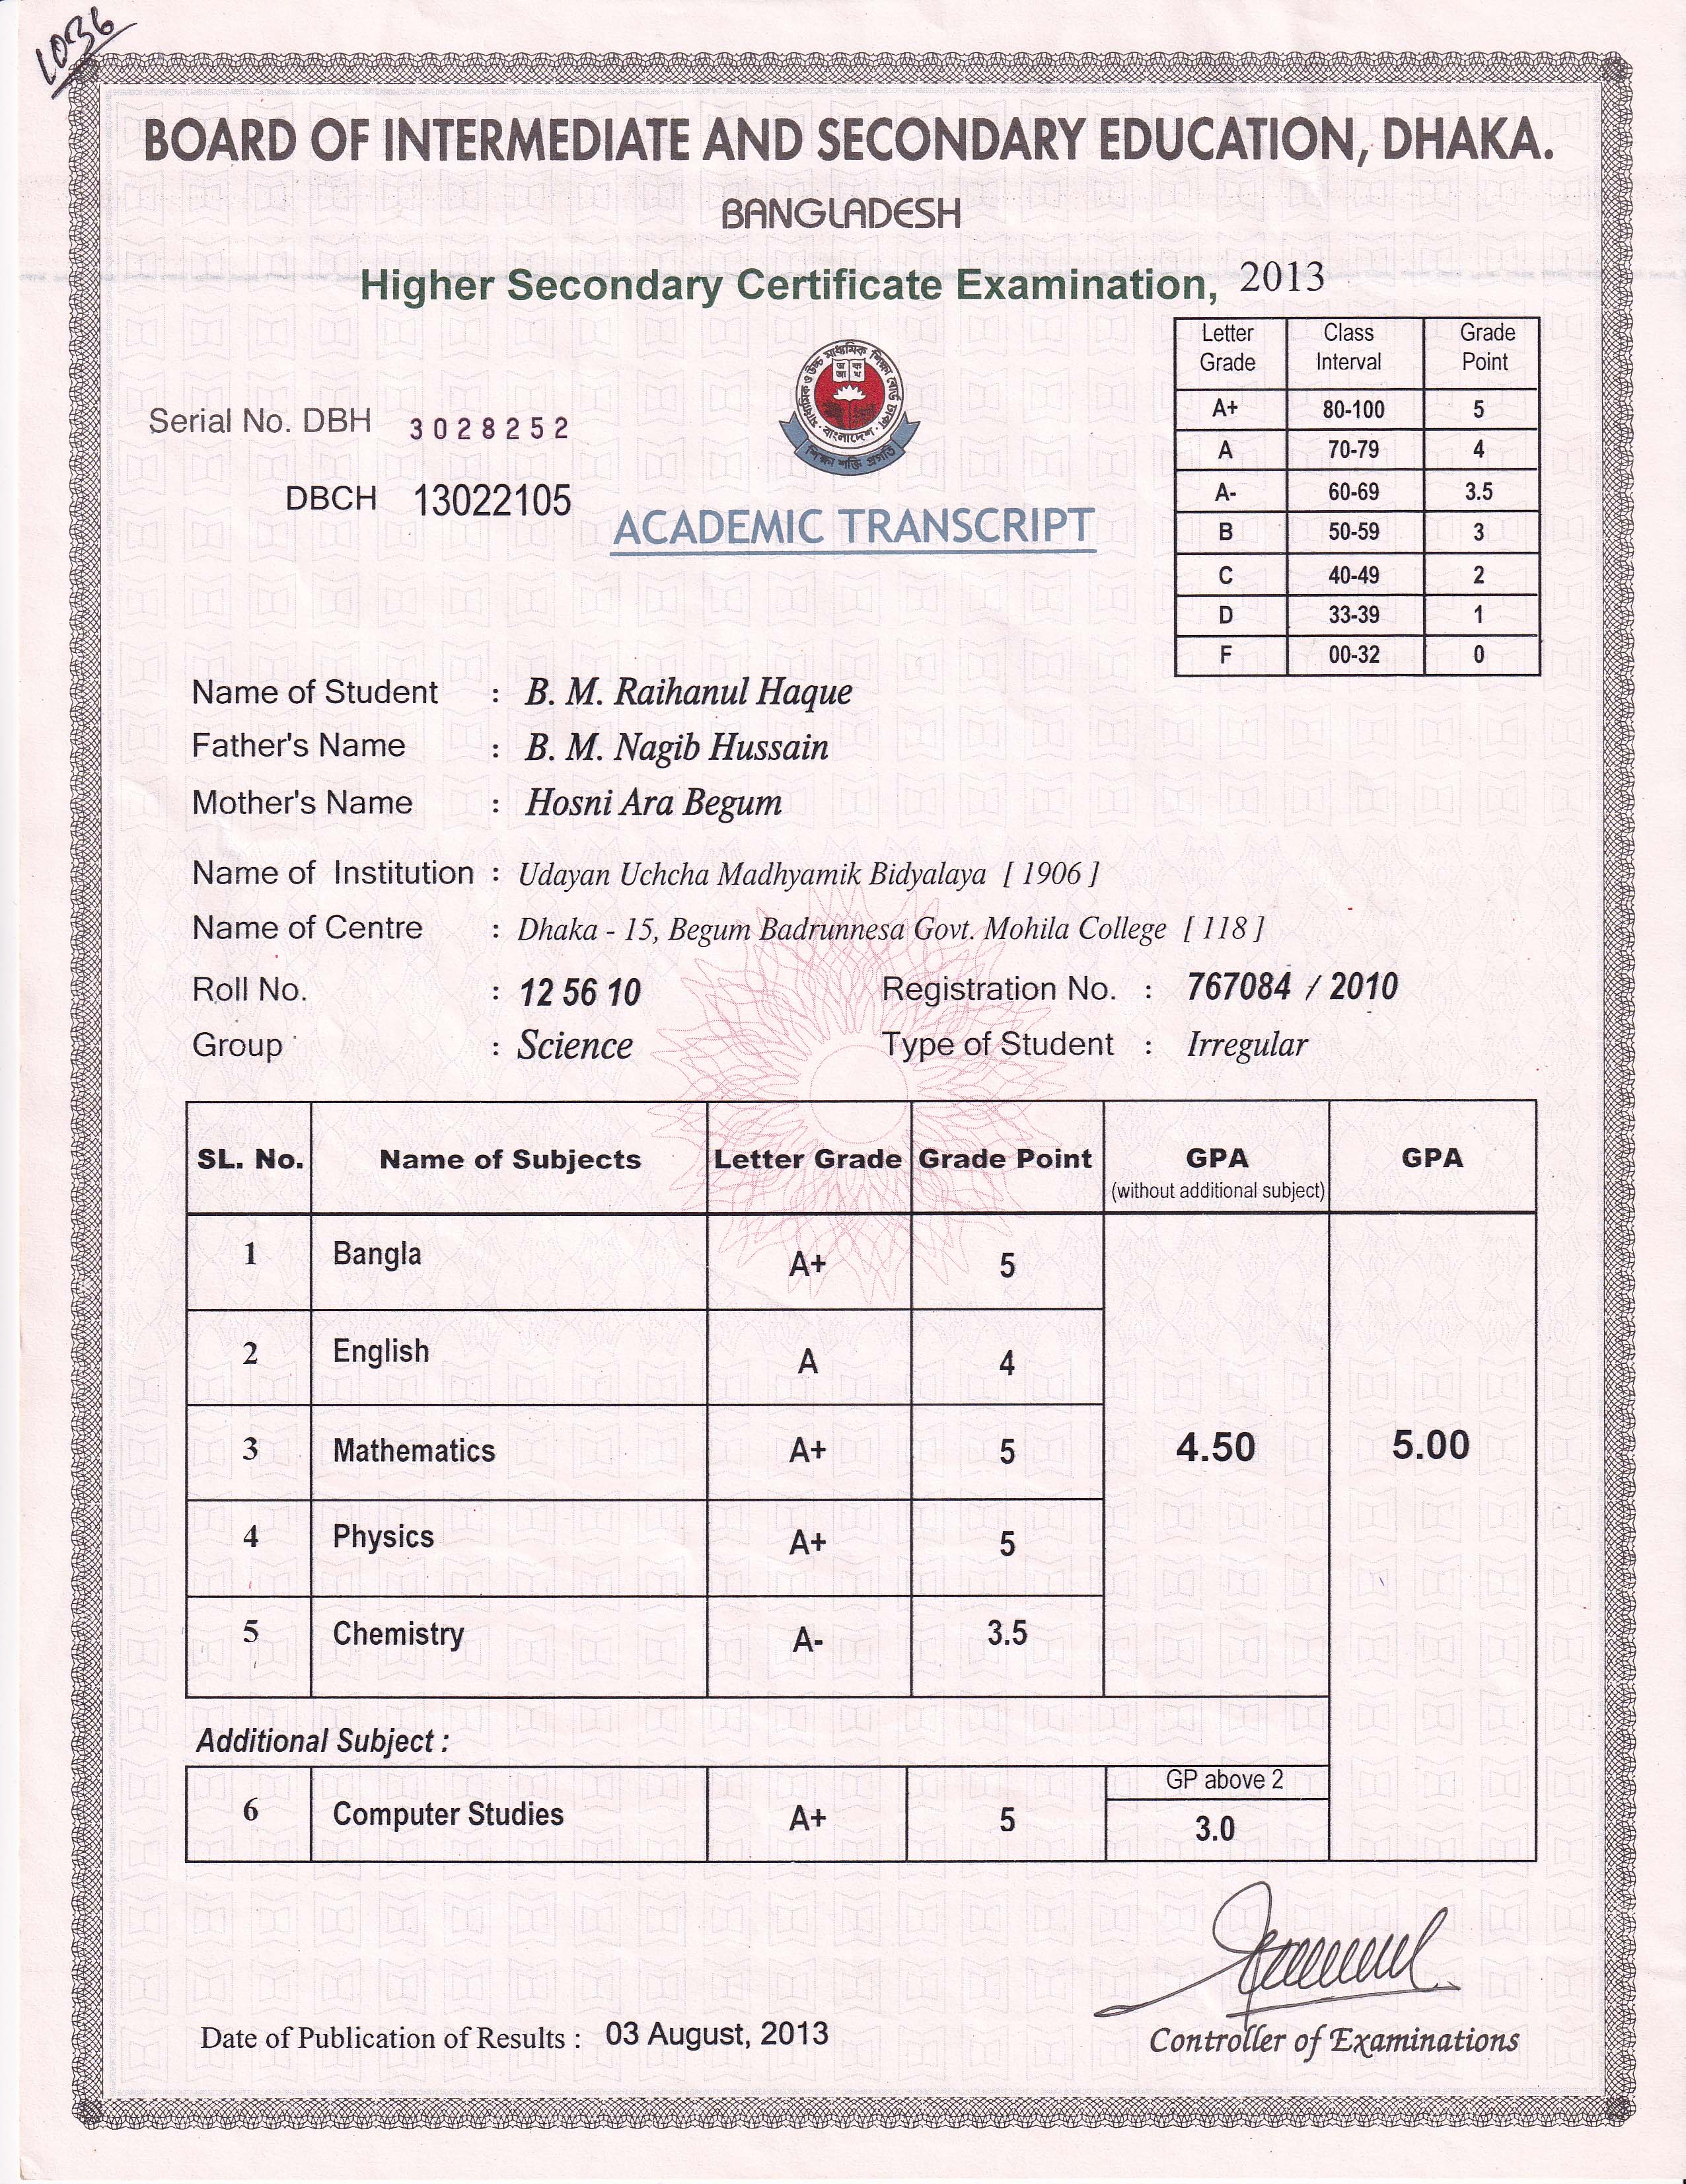 1036
BOARD OF INTERMEDIATE AND SECONDARY EDUCATION, DHAKA.
BANGLADESH
Higher Secondary Certificate Examination, 2013
Letter Grade Class Interval Grade Point
A+ 80-100 5
A 70-79 4
A- 60-69 3.5
B 50-59 3
C 40-49 2
D 33-39 1
F 00-32 0
মাধ্যমিক ও উচ্চ মাধ্যমিক শিক্ষা বোর্ড ঢাকা
বাংলাদেশ
শিক্ষা শক্তি প্রগতি
Serial No. DBH 3028252
DBCH 13022105
ACADEMIC TRANSCRIPT
Name of Student : B. M. Raihanul Haque
Father's Name : B. M. Nagib Hussain
Mother's Name : Hosni Ara Begum
Name of Institution : Udayan Uchcha Madhyamik Bidyalaya [ 1906 ]
Name of Centre : Dhaka - 15, Begum Badrunnesa Govt. Mohila College [ 118 ]
Roll No. : 12 56 10 Registration No. : 767084 / 2010
Group : Science Type of Student : Irregular
SL. No. Name of Subjects Letter Grade Grade Point GPA (without additional subject) GPA
1 Bangla A+ 5
2 English A 4
3 Mathematics A+ 5 4.50 5.00
4 Physics A+ 5
5 Chemistry A- 3.5
Additional Subject :
GP above 2
6 Computer Studies A+ 5 3.0
Date of Publication of Results : 03 August, 2013
Controller of Examinations